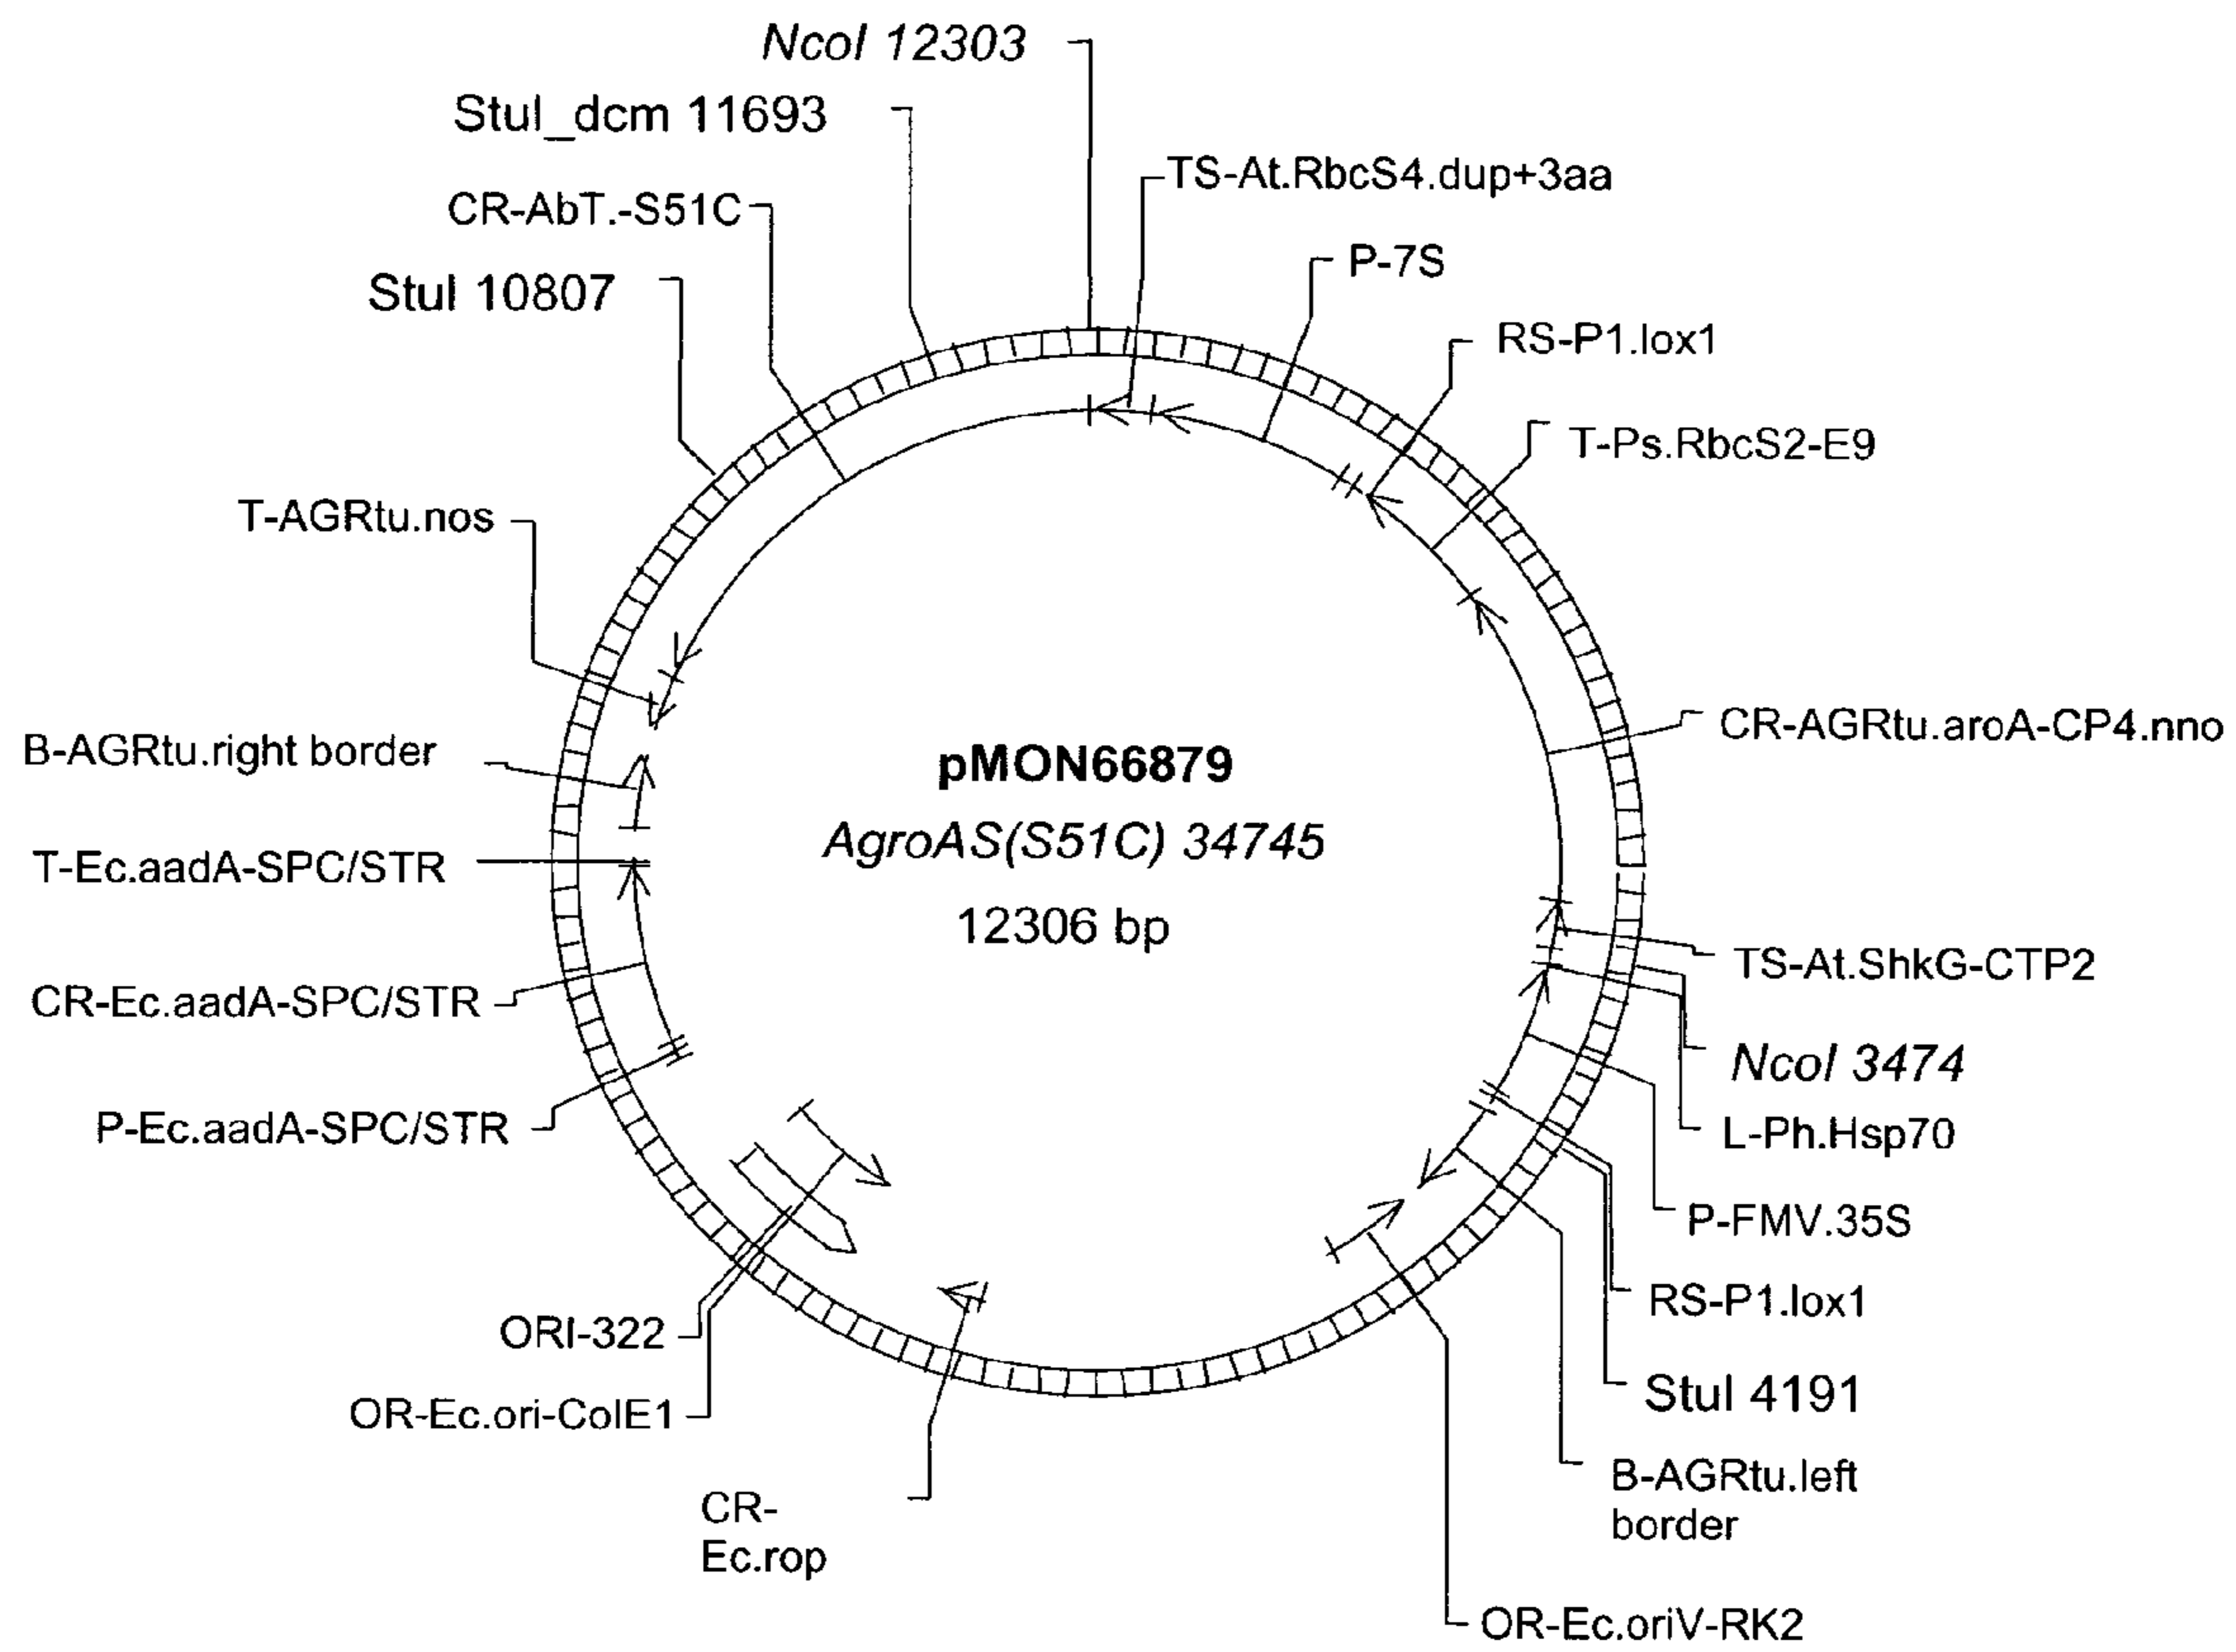 NcoI 12303
StuI_dcm 11693
TS-At.RbcS4.dup+3aa
CR-AbT.-S51C
P-7S
StuI 10807
RS-P1.lox1
T-Ps.RbcS2-E9
T-AGRtu.nos
CR-AGRtu.aroA-CP4.nno
B-AGRtu.right border
pMON66879
AgroAS(S51C) 34745
T-Ec.aadA-SPC/STR
12306 bp
TS-At.ShkG-CTP2
CR-Ec.aadA-SPC/STR
NcoI 3474
P-Ec.aadA-SPC/STR
L-Ph.Hsp70
P-FMV.35S
RS-P1.lox1
ORI-322
StuI 4191
OR-Ec.ori-ColE1
B-AGRtu.left
border
CR-
Ec.rop
OR-Ec.oriV-RK2